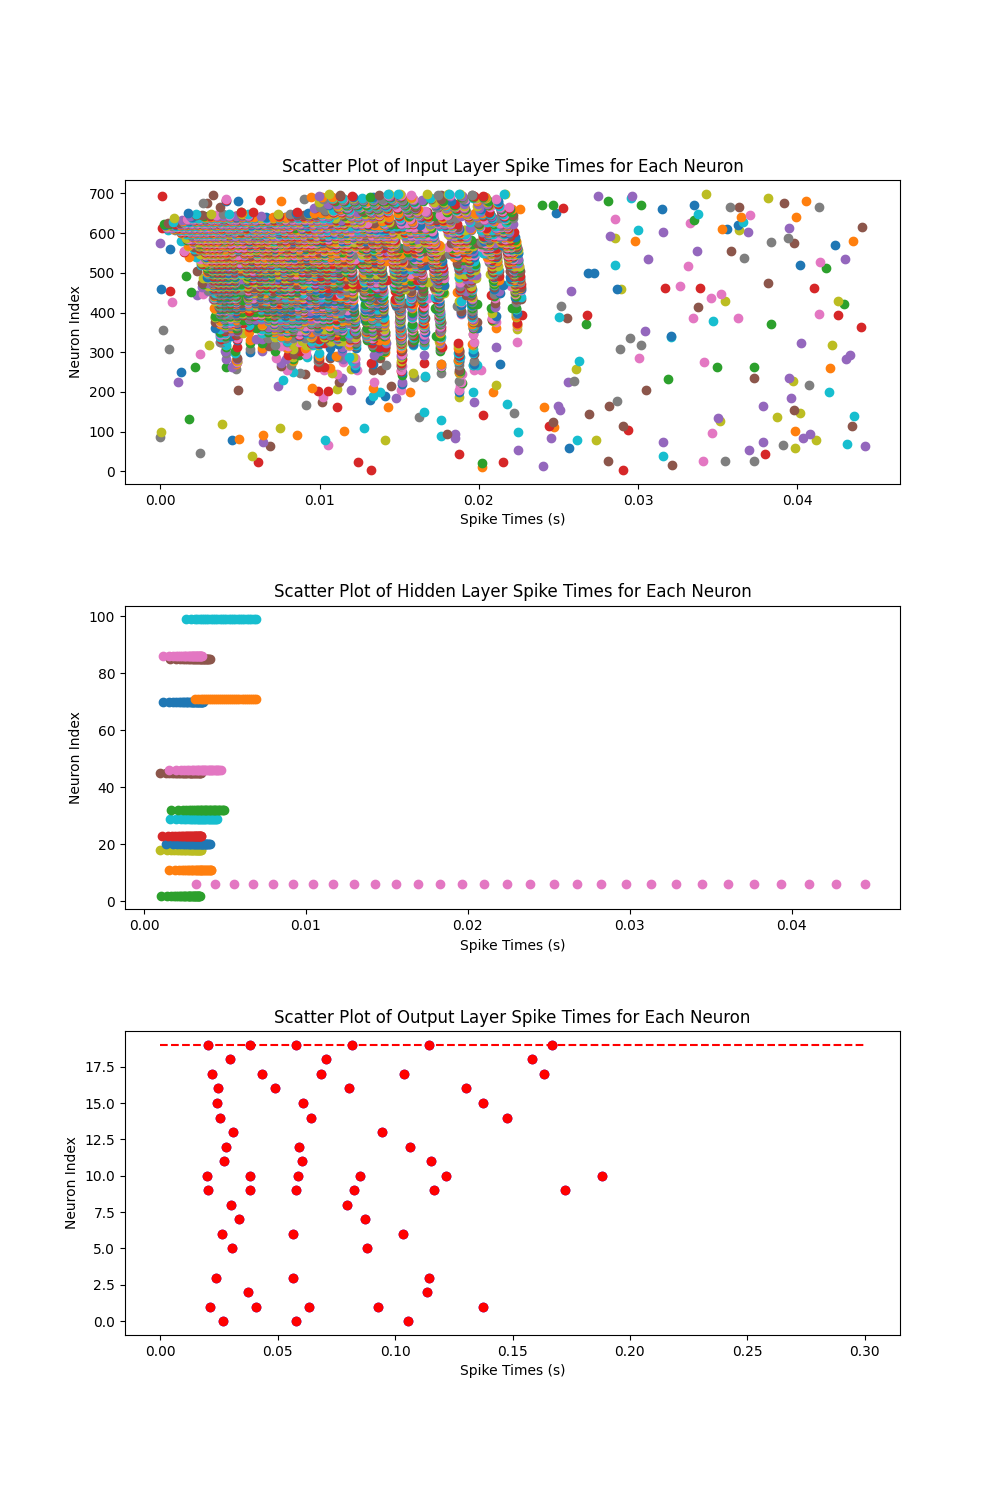 Scatter Plot of Input Layer Spike Times for Each Neuron
700
600
500
400
300
200
100
0
Neuron Index
0.00 0.01 0.02 0.03 0.04
Spike Times (s)
Scatter Plot of Hidden Layer Spike Times for Each Neuron
100
80
60
40
20
0
Neuron Index
0.00 0.01 0.02 0.03 0.04
Spike Times (s)
Scatter Plot of Output Layer Spike Times for Each Neuron
17.5
15.0
12.5
10.0
7.5
5.0
2.5
0.0
Neuron Index
0.00 0.05 0.10 0.15 0.20 0.25 0.30
Spike Times (s)